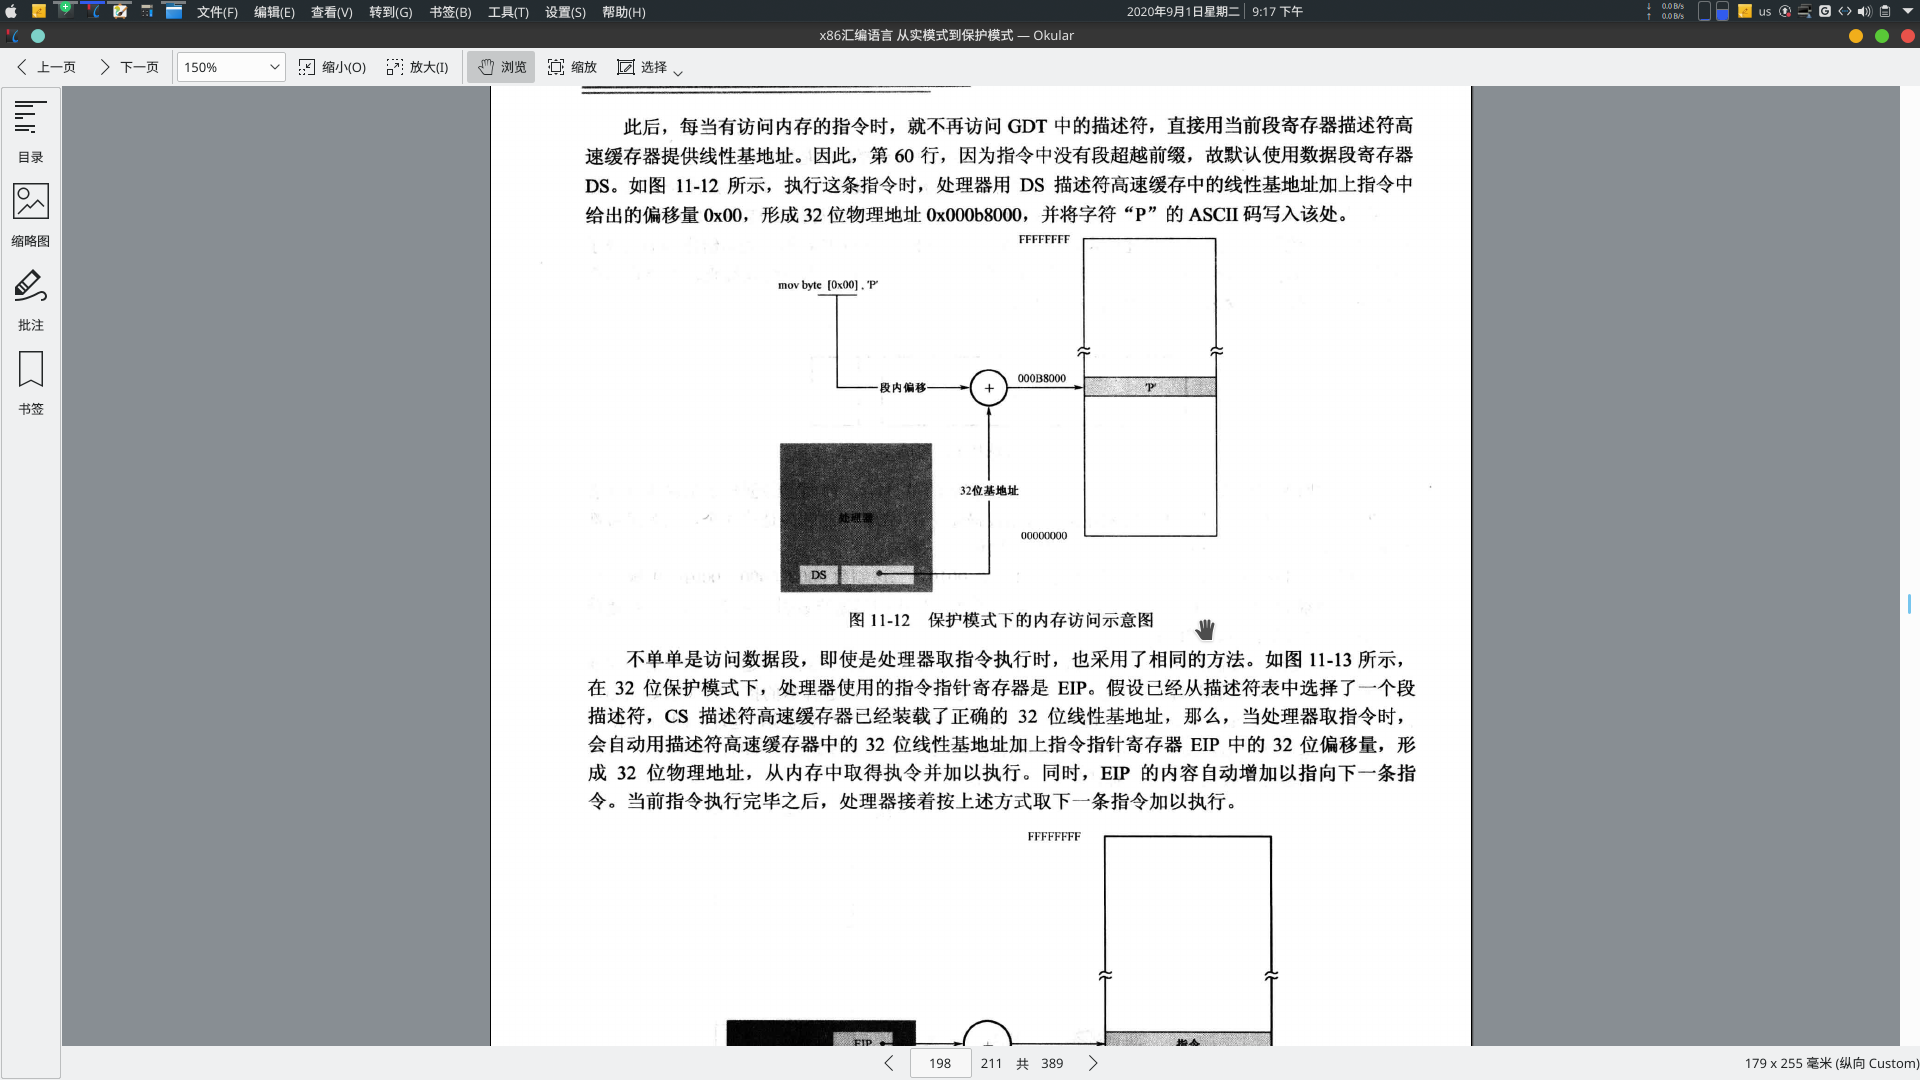 文件(F) 编辑(E) 查看(V) 转到(G) 书签(B) 工具(T) 设置(S) 帮助(H) 2020年9月1日星期二 9:17 下午 0.0 B/s 0.0 B/s us
x86汇编语言 从实模式到保护模式 — Okular
上一页 下一页 150% 缩小(O) 放大(I) 浏览 缩放 选择
目录
缩略图
批注
书签
此后，每当有访问内存的指令时，就不再访问 GDT 中的描述符，直接用当前段寄存器描述符高
速缓存器提供线性基地址。因此，第 60 行，因为指令中没有段超越前缀，故默认使用数据段寄存器
DS。如图 11-12 所示，执行这条指令时，处理器用 DS 描述符高速缓存中的线性基地址加上指令中
给出的偏移量 0x00，形成 32 位物理地址 0x000b8000，并将字符“P”的 ASCII 码写入该处。
FFFFFFFF
mov byte [0x00] , 'P'
000B8000
段内偏移
+
'P'
32位基地址
处理器
00000000
DS
图 11-12 保护模式下的内存访问示意图
不单单是访问数据段，即使是处理器取指令执行时，也采用了相同的方法。如图 11-13 所示，
在 32 位保护模式下，处理器使用的指令指针寄存器是 EIP。假设已经从描述符表中选择了一个段
描述符，CS 描述符高速缓存器已经装载了正确的 32 位线性基地址，那么，当处理器取指令时，
会自动用描述符高速缓存器中的 32 位线性基地址加上指令指针寄存器 EIP 中的 32 位偏移量，形
成 32 位物理地址，从内存中取得执令并加以执行。同时，EIP 的内容自动增加以指向下一条指
令。当前指令执行完毕之后，处理器接着按上述方式取下一条指令加以执行。
FFFFFFFF
EIP
指令
198 211 共 389
179 x 255 毫米 (纵向 Custom)